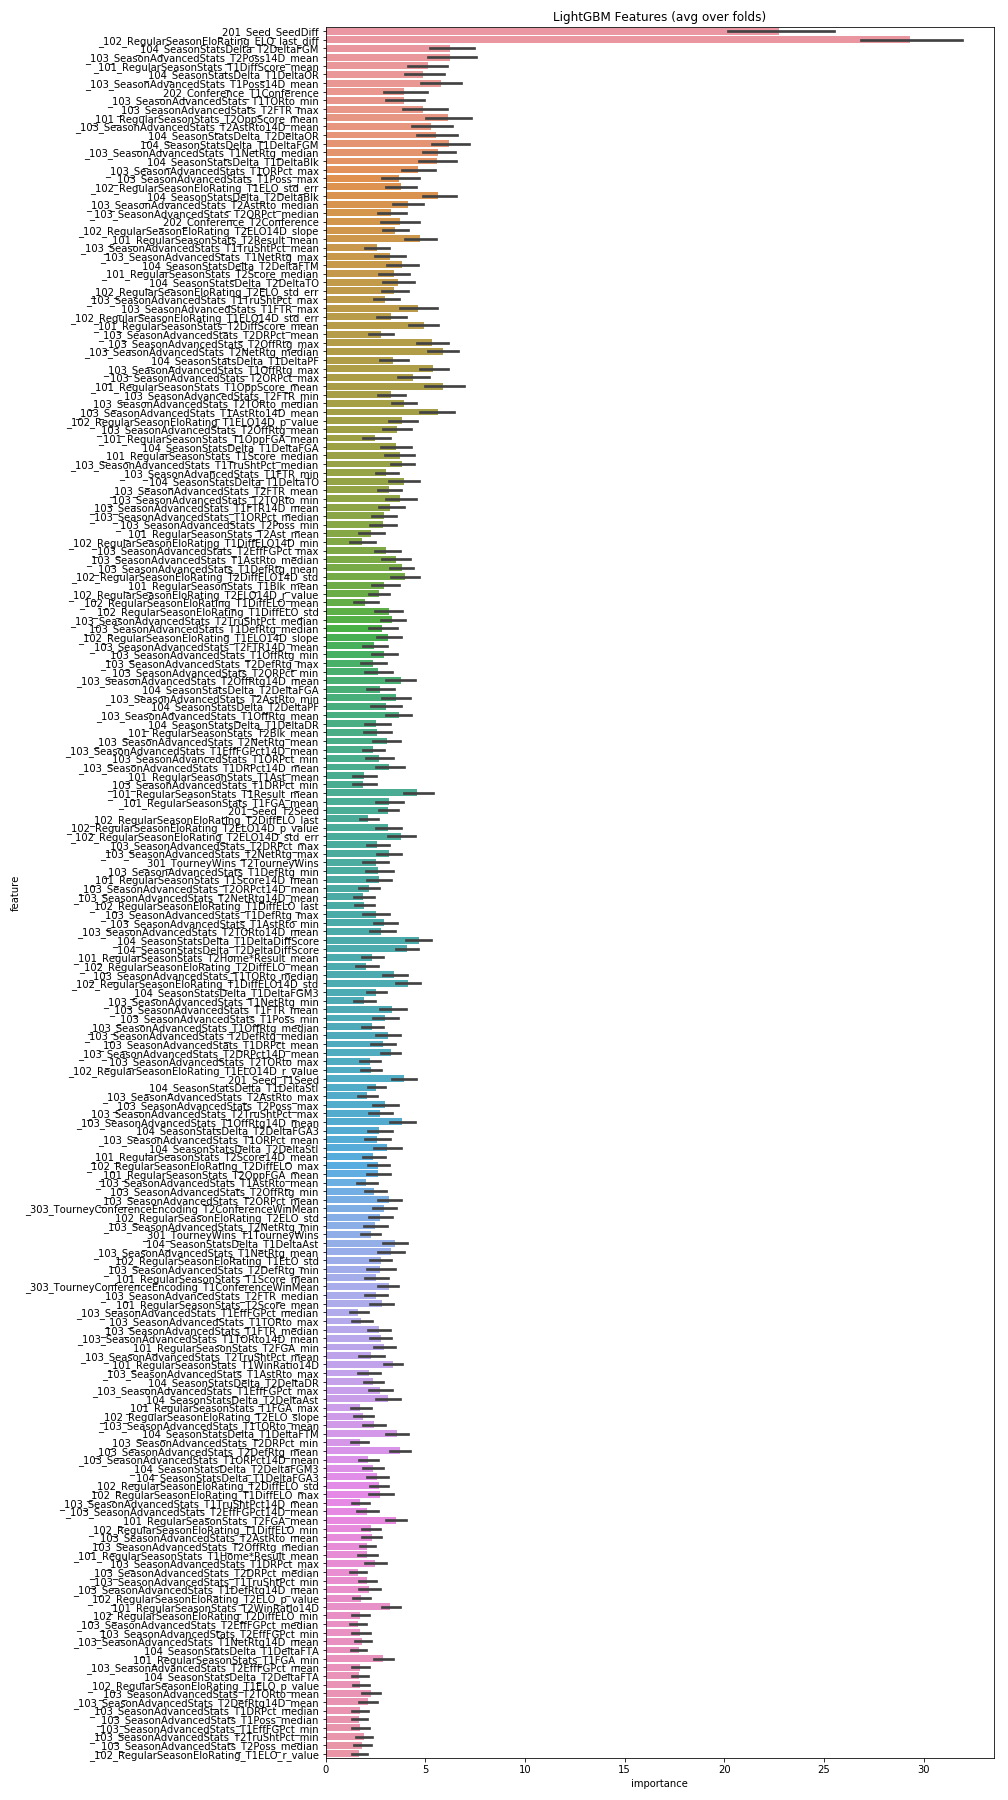 LightGBM Features (avg over folds)
_201_Seed_SeedDiff
_102_RegularSeasonEloRating_ELO_last_diff
_104_SeasonStatsDelta_T2DeltaFGM
_103_SeasonAdvancedStats_T2Poss14D_mean
_101_RegularSeasonStats_T1DiffScore_mean
_104_SeasonStatsDelta_T1DeltaOR
_103_SeasonAdvancedStats_T1Poss14D_mean
_202_Conference_T1Conference
_103_SeasonAdvancedStats_T1TORto_min
_103_SeasonAdvancedStats_T2FTR_max
_101_RegularSeasonStats_T2OppScore_mean
_103_SeasonAdvancedStats_T2AstRto14D_mean
_104_SeasonStatsDelta_T2DeltaOR
_104_SeasonStatsDelta_T1DeltaFGM
_103_SeasonAdvancedStats_T1NetRtg_median
_104_SeasonStatsDelta_T1DeltaBlk
_103_SeasonAdvancedStats_T1ORPct_max
_103_SeasonAdvancedStats_T1Poss_max
_102_RegularSeasonEloRating_T1ELO_std_err
_104_SeasonStatsDelta_T2DeltaBlk
_103_SeasonAdvancedStats_T2AstRto_median
_103_SeasonAdvancedStats_T2ORPct_median
_202_Conference_T2Conference
_102_RegularSeasonEloRating_T2ELO14D_slope
_101_RegularSeasonStats_T2Result_mean
_103_SeasonAdvancedStats_T1TruShtPct_mean
_103_SeasonAdvancedStats_T1NetRtg_max
_104_SeasonStatsDelta_T2DeltaFTM
_101_RegularSeasonStats_T2Score_median
_104_SeasonStatsDelta_T2DeltaTO
_102_RegularSeasonEloRating_T2ELO_std_err
_103_SeasonAdvancedStats_T1TruShtPct_max
_103_SeasonAdvancedStats_T1FTR_max
_102_RegularSeasonEloRating_T1ELO14D_std_err
_101_RegularSeasonStats_T2DiffScore_mean
_103_SeasonAdvancedStats_T2DRPct_mean
_103_SeasonAdvancedStats_T2OffRtg_max
_103_SeasonAdvancedStats_T2NetRtg_median
_104_SeasonStatsDelta_T1DeltaPF
_103_SeasonAdvancedStats_T1OffRtg_max
_103_SeasonAdvancedStats_T2ORPct_max
_101_RegularSeasonStats_T1OppScore_mean
_103_SeasonAdvancedStats_T2FTR_min
_103_SeasonAdvancedStats_T2TORto_median
_103_SeasonAdvancedStats_T1AstRto14D_mean
_102_RegularSeasonEloRating_T1ELO14D_p_value
_103_SeasonAdvancedStats_T2OffRtg_mean
_101_RegularSeasonStats_T1OppFGA_mean
_104_SeasonStatsDelta_T1DeltaFGA
_101_RegularSeasonStats_T1Score_median
_103_SeasonAdvancedStats_T1TruShtPct_median
_103_SeasonAdvancedStats_T1FTR_min
_104_SeasonStatsDelta_T1DeltaTO
_103_SeasonAdvancedStats_T2FTR_mean
_103_SeasonAdvancedStats_T2TORto_min
_103_SeasonAdvancedStats_T1FTR14D_mean
_103_SeasonAdvancedStats_T1ORPct_median
_103_SeasonAdvancedStats_T2Poss_min
_101_RegularSeasonStats_T2Ast_mean
_102_RegularSeasonEloRating_T1DiffELO14D_min
_103_SeasonAdvancedStats_T2EffFGPct_max
_103_SeasonAdvancedStats_T1AstRto_median
_103_SeasonAdvancedStats_T1DefRtg_mean
_102_RegularSeasonEloRating_T2DiffELO14D_std
_101_RegularSeasonStats_T1Blk_mean
_102_RegularSeasonEloRating_T2ELO14D_r_value
_102_RegularSeasonEloRating_T1DiffELO_mean
_102_RegularSeasonEloRating_T1DiffELO_std
_103_SeasonAdvancedStats_T2TruShtPct_median
_103_SeasonAdvancedStats_T1DefRtg_median
_102_RegularSeasonEloRating_T1ELO14D_slope
_103_SeasonAdvancedStats_T2FTR14D_mean
_103_SeasonAdvancedStats_T1OffRtg_min
_103_SeasonAdvancedStats_T2DefRtg_max
_103_SeasonAdvancedStats_T2ORPct_min
_103_SeasonAdvancedStats_T2OffRtg14D_mean
_104_SeasonStatsDelta_T2DeltaFGA
_103_SeasonAdvancedStats_T2AstRto_min
_104_SeasonStatsDelta_T2DeltaPF
_103_SeasonAdvancedStats_T1OffRtg_mean
_104_SeasonStatsDelta_T1DeltaDR
_101_RegularSeasonStats_T2Blk_mean
_103_SeasonAdvancedStats_T2NetRtg_mean
_103_SeasonAdvancedStats_T1EffFGPct14D_mean
_103_SeasonAdvancedStats_T1ORPct_min
_103_SeasonAdvancedStats_T1DRPct14D_mean
_101_RegularSeasonStats_T1Ast_mean
_103_SeasonAdvancedStats_T1DRPct_min
_101_RegularSeasonStats_T1Result_mean
_101_RegularSeasonStats_T1FGA_mean
_201_Seed_T2Seed
_102_RegularSeasonEloRating_T2DiffELO_last
_102_RegularSeasonEloRating_T2ELO14D_p_value
_102_RegularSeasonEloRating_T2ELO14D_std_err
_103_SeasonAdvancedStats_T2DRPct_max
_103_SeasonAdvancedStats_T2NetRtg_max
_301_TourneyWins_T2TourneyWins
_103_SeasonAdvancedStats_T1DefRtg_min
_101_RegularSeasonStats_T1Score14D_mean
_103_SeasonAdvancedStats_T2ORPct14D_mean
_103_SeasonAdvancedStats_T2NetRtg14D_mean
_102_RegularSeasonEloRating_T1DiffELO_last
_103_SeasonAdvancedStats_T1DefRtg_max
_103_SeasonAdvancedStats_T1AstRto_min
_103_SeasonAdvancedStats_T2TORto14D_mean
_104_SeasonStatsDelta_T1DeltaDiffScore
_104_SeasonStatsDelta_T2DeltaDiffScore
_101_RegularSeasonStats_T2Home*Result_mean
_102_RegularSeasonEloRating_T2DiffELO_mean
_103_SeasonAdvancedStats_T1TORto_median
_102_RegularSeasonEloRating_T1DiffELO14D_std
_104_SeasonStatsDelta_T1DeltaFGM3
_103_SeasonAdvancedStats_T1NetRtg_min
_103_SeasonAdvancedStats_T1FTR_mean
_103_SeasonAdvancedStats_T1Poss_min
_103_SeasonAdvancedStats_T1OffRtg_median
_103_SeasonAdvancedStats_T2DefRtg_median
_103_SeasonAdvancedStats_T1DRPct_mean
_103_SeasonAdvancedStats_T2DRPct14D_mean
_103_SeasonAdvancedStats_T2TORto_max
_102_RegularSeasonEloRating_T1ELO14D_r_value
_201_Seed_T1Seed
_104_SeasonStatsDelta_T1DeltaStl
_103_SeasonAdvancedStats_T2AstRto_max
_103_SeasonAdvancedStats_T2Poss_max
_103_SeasonAdvancedStats_T2TruShtPct_max
_103_SeasonAdvancedStats_T1OffRtg14D_mean
_104_SeasonStatsDelta_T2DeltaFGA3
_103_SeasonAdvancedStats_T1ORPct_mean
_104_SeasonStatsDelta_T2DeltaStl
_101_RegularSeasonStats_T2Score14D_mean
_102_RegularSeasonEloRating_T2DiffELO_max
_101_RegularSeasonStats_T2OppFGA_mean
_103_SeasonAdvancedStats_T1AstRto_mean
_103_SeasonAdvancedStats_T2OffRtg_min
_103_SeasonAdvancedStats_T2ORPct_mean
_303_TourneyConferenceEncoding_T2ConferenceWinMean
_102_RegularSeasonEloRating_T2ELO_std
_103_SeasonAdvancedStats_T2NetRtg_min
_301_TourneyWins_T1TourneyWins
_104_SeasonStatsDelta_T1DeltaAst
_103_SeasonAdvancedStats_T1NetRtg_mean
_102_RegularSeasonEloRating_T1ELO_std
_103_SeasonAdvancedStats_T2DefRtg_min
_101_RegularSeasonStats_T1Score_mean
_303_TourneyConferenceEncoding_T1ConferenceWinMean
_103_SeasonAdvancedStats_T2FTR_median
_101_RegularSeasonStats_T2Score_mean
_103_SeasonAdvancedStats_T1EffFGPct_median
_103_SeasonAdvancedStats_T1TORto_max
_103_SeasonAdvancedStats_T1FTR_median
_103_SeasonAdvancedStats_T1TORto14D_mean
_101_RegularSeasonStats_T2FGA_min
_103_SeasonAdvancedStats_T2TruShtPct_mean
_101_RegularSeasonStats_T1WinRatio14D
_103_SeasonAdvancedStats_T1AstRto_max
_104_SeasonStatsDelta_T2DeltaDR
_103_SeasonAdvancedStats_T1EffFGPct_max
_104_SeasonStatsDelta_T2DeltaAst
_101_RegularSeasonStats_T1FGA_max
_102_RegularSeasonEloRating_T2ELO_slope
_103_SeasonAdvancedStats_T1TORto_mean
_104_SeasonStatsDelta_T1DeltaFTM
_103_SeasonAdvancedStats_T2DRPct_min
_103_SeasonAdvancedStats_T2DefRtg_mean
_103_SeasonAdvancedStats_T1ORPct14D_mean
_104_SeasonStatsDelta_T2DeltaFGM3
_104_SeasonStatsDelta_T1DeltaFGA3
_102_RegularSeasonEloRating_T2DiffELO_std
_102_RegularSeasonEloRating_T1DiffELO_max
_103_SeasonAdvancedStats_T1TruShtPct14D_mean
_103_SeasonAdvancedStats_T2EffFGPct14D_mean
_101_RegularSeasonStats_T2FGA_mean
_102_RegularSeasonEloRating_T1DiffELO_min
_103_SeasonAdvancedStats_T2AstRto_mean
_103_SeasonAdvancedStats_T2OffRtg_median
_101_RegularSeasonStats_T1Home*Result_mean
_103_SeasonAdvancedStats_T1DRPct_max
_103_SeasonAdvancedStats_T2DRPct_median
_103_SeasonAdvancedStats_T1TruShtPct_min
_103_SeasonAdvancedStats_T1DefRtg14D_mean
_102_RegularSeasonEloRating_T2ELO_p_value
_101_RegularSeasonStats_T2WinRatio14D
_102_RegularSeasonEloRating_T2DiffELO_min
_103_SeasonAdvancedStats_T2EffFGPct_median
_103_SeasonAdvancedStats_T2EffFGPct_min
_103_SeasonAdvancedStats_T1NetRtg14D_mean
_104_SeasonStatsDelta_T1DeltaFTA
_101_RegularSeasonStats_T1FGA_min
_103_SeasonAdvancedStats_T2EffFGPct_mean
_104_SeasonStatsDelta_T2DeltaFTA
_102_RegularSeasonEloRating_T1ELO_p_value
_103_SeasonAdvancedStats_T2TORto_mean
_103_SeasonAdvancedStats_T2DefRtg14D_mean
_103_SeasonAdvancedStats_T1DRPct_median
_103_SeasonAdvancedStats_T1Poss_median
_103_SeasonAdvancedStats_T1EffFGPct_min
_103_SeasonAdvancedStats_T2TruShtPct_min
_103_SeasonAdvancedStats_T2Poss_median
_102_RegularSeasonEloRating_T1ELO_r_value
feature
0 5 10 15 20 25 30
importance